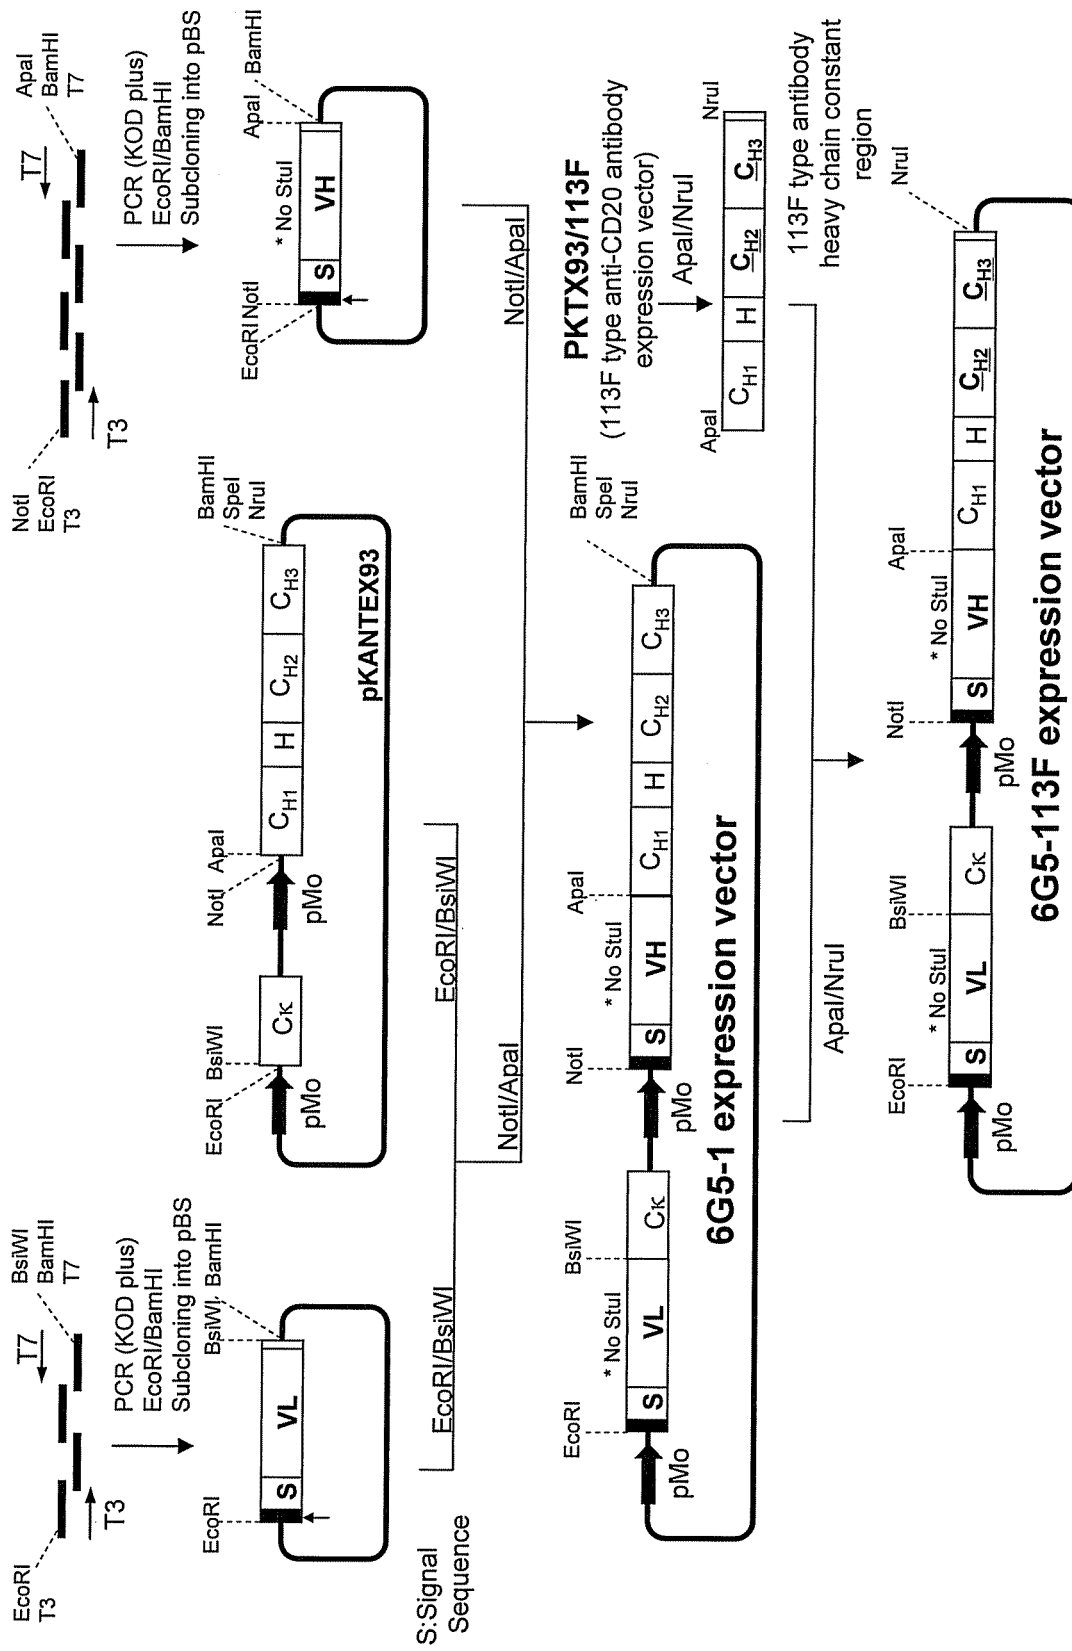 EcoRI
T3
T3
T7
BsiWI
BamHI
T7
PCR (KOD plus)
EcoRI/BamHI
Subcloning into pBS
EcoRI
BsiWI
BamHI
S
VL
S:Signal
Sequence
EcoRI/BsiWI
EcoRI
BsiWI
pMo
Cκ
NotI
ApaI
pMo
CH1
H
CH2
CH3
BamHI
SpeI
NruI
pKANTEX93
EcoRI/BsiWI
NotI/ApaI
NotI
EcoRI
T3
T3
T7
ApaI
BamHI
T7
PCR (KOD plus)
EcoRI/BamHI
Subcloning into pBS
EcoRI
NotI
* No StuI
ApaI
BamHI
S
VH
NotI/ApaI
EcoRI
* No StuI
BsiWI
NotI
* No StuI
ApaI
BamHI
SpeI
NruI
pMo
S
VL
Cκ
pMo
S
VH
CH1
H
CH2
CH3
6G5-1 expression vector
PKTX93/113F
(113F type anti-CD20 antibody
expression vector)
ApaI/NruI
ApaI
NruI
CH1
H
CH2
CH3
113F type antibody
heavy chain constant
region
ApaI/NruI
EcoRI
* No StuI
BsiWI
NotI
* No StuI
ApaI
NruI
pMo
S
VL
Cκ
pMo
S
VH
CH1
H
CH2
CH3
6G5-113F expression vector